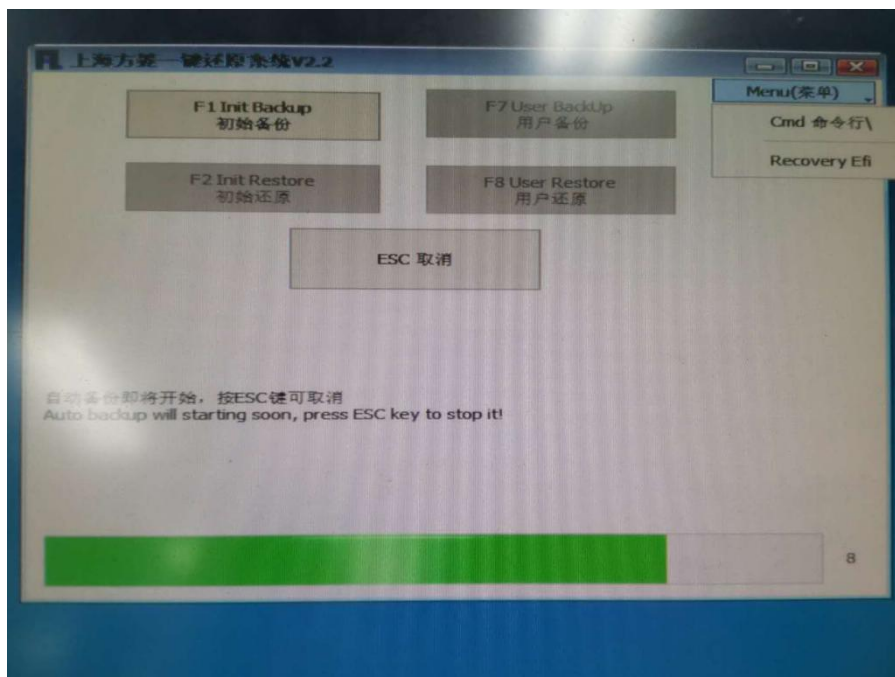 上海方菱一键还原系统V2.2
F1 Init Backup
初始备份
F7 User BackUp
用户备份
Menu(菜单)
Cmd 命令行\
Recovery Efi
F2 Init Restore
初始还原
F8 User Restore
用户还原
ESC 取消
自动备份即将开始，按ESC键可取消
Auto backup will starting soon, press ESC key to stop it!
8